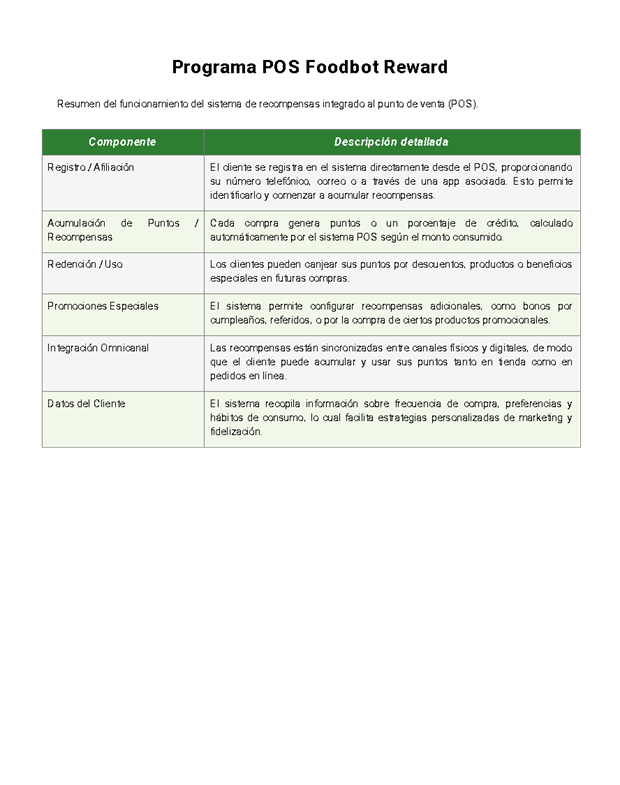 Programa POS Foodbot Reward
Resumen del funcionamiento del sistema de recompensas integrado al punto de venta (POS).
Componente
Descripción detallada
Registro / Afiliación
El cliente se registra en el sistema directamente desde el POS, proporcionando
su número telefónico, correo o a través de una app asociada. Esto permite
identificarlo y comenzar a acumular recompensas.
Acumulación de Puntos /
Recompensas
Cada compra genera puntos o un porcentaje de crédito, calculado
automáticamente por el sistema POS según el monto consumido.
Redención / Uso
Los clientes pueden canjear sus puntos por descuentos, productos o beneficios
especiales en futuras compras.
Promociones Especiales
El sistema permite configurar recompensas adicionales, como bonos por
cumpleaños, referidos, o por la compra de ciertos productos promocionales.
Integración Omnicanal
Las recompensas están sincronizadas entre canales físicos y digitales, de modo
que el cliente puede acumular y usar sus puntos tanto en tienda como en
pedidos en línea.
Datos del Cliente
El sistema recopila información sobre frecuencia de compra, preferencias y
hábitos de consumo, lo cual facilita estrategias personalizadas de marketing y
fidelización.